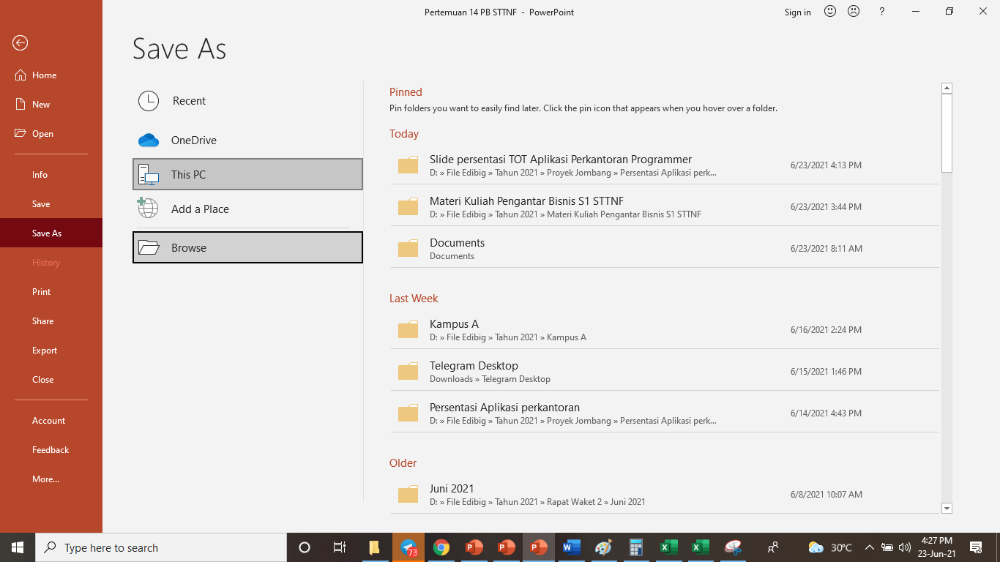 Pertemuan 14 PB STTNF - PowerPoint
Sign in
?
Save As
Home
New
Open
Info
Save
Save As
History
Print
Share
Export
Close
Account
Feedback
More...
Recent
OneDrive
This PC
Add a Place
Browse
Pinned
Pin folders you want to easily find later. Click the pin icon that appears when you hover over a folder.
Today
Slide persentasi TOT Aplikasi Perkantoran Programmer
D: » File Edibig » Tahun 2021 » Proyek Jombang » Persentasi Aplikasi perk...
6/23/2021 4:13 PM
Materi Kuliah Pengantar Bisnis S1 STTNF
D: » File Edibig » Tahun 2021 » Materi Kuliah Pengantar Bisnis S1 STTNF
6/23/2021 3:44 PM
Documents
Documents
6/23/2021 8:11 AM
Last Week
Kampus A
D: » File Edibig » Tahun 2021 » Kampus A
6/16/2021 2:24 PM
Telegram Desktop
Downloads » Telegram Desktop
6/15/2021 1:46 PM
Persentasi Aplikasi perkantoran
D: » File Edibig » Tahun 2021 » Proyek Jombang » Persentasi Aplikasi perk...
6/14/2021 4:43 PM
Older
Juni 2021
D: » File Edibig » Tahun 2021 » Rapat Waket 2 » Juni 2021
6/8/2021 10:07 AM
Type here to search
73
30°C
4:27 PM
23-Jun-21